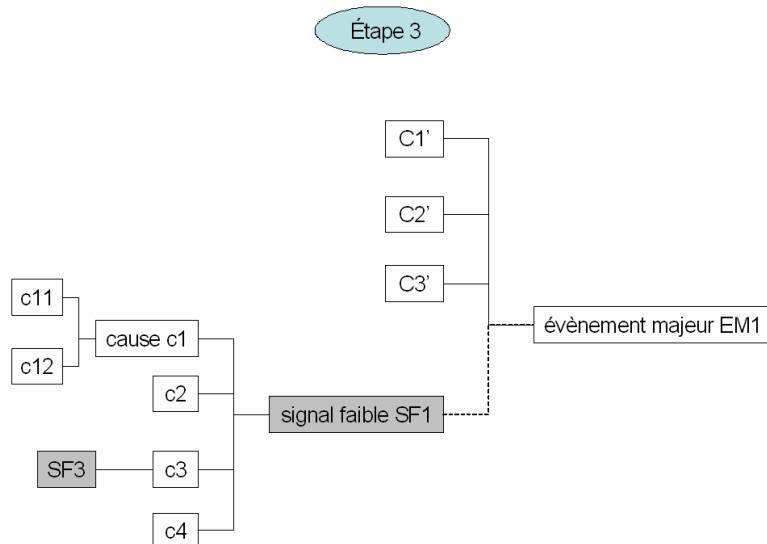 Étape 3
C1’
C2’
C3’
c11
évènement majeur EM1
cause c1
c12
c2
signal faible SF1
SF3
c3
c4